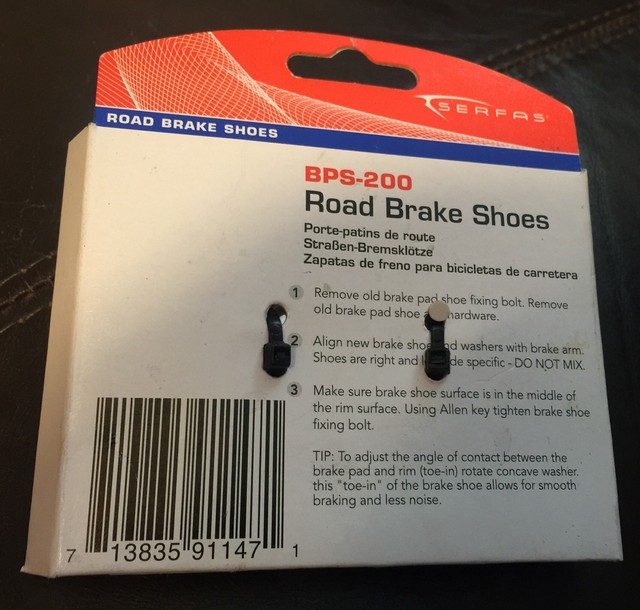 SERFAS
ROAD BRAKE SHOES
BPS-200
Road Brake Shoes
Porte-patins de route
Straßen-Bremsklötze
Zapatas de freno para bicicletas de carretera
1 Remove old brake pad shoe fixing bolt. Remove
old brake pad shoe hardware.
2 Align new brake shoe and washers with brake arm.
Shoes are right and specific - DO NOT MIX.
3 Make sure brake shoe surface is in the middle of
the rim surface. Using Allen key tighten brake shoe
fixing bolt.
TIP: To adjust the angle of contact between the
brake pad and rim (toe-in) rotate concave washer.
this "toe-in" of the brake shoe allows for smooth
braking and less noise.
7 13835 91147 1